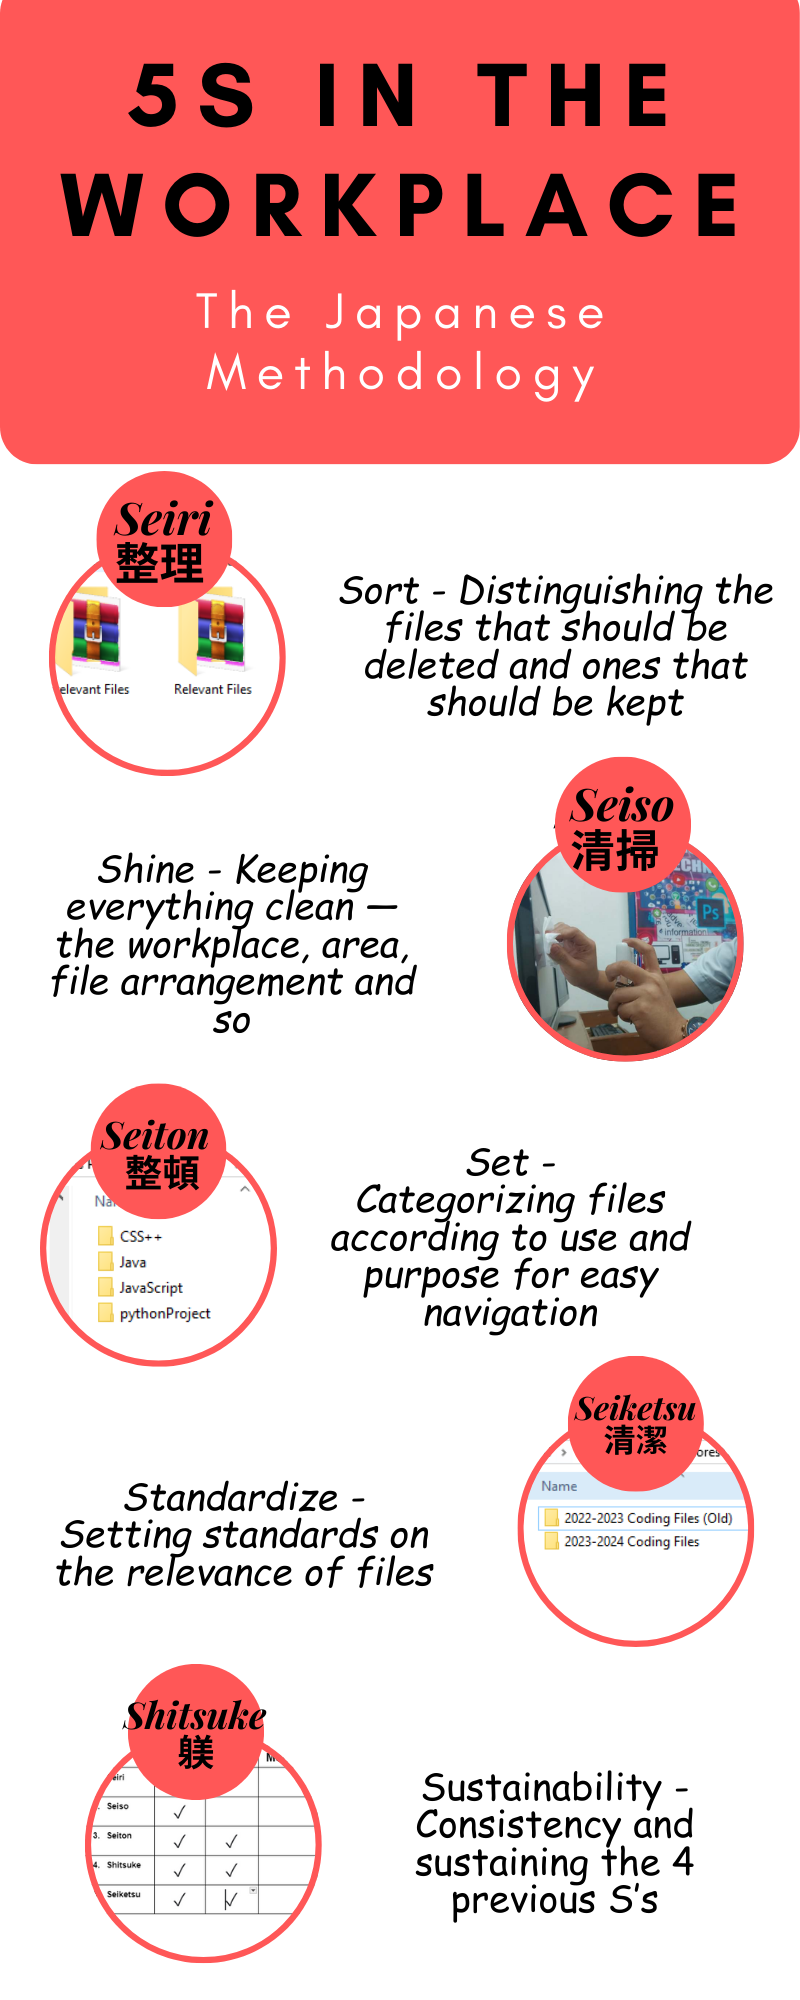 5S IN THE
WORKPLACE
The Japanese
Methodology
Seiri
整理
elevant Files
Relevant Files
Sort - Distinguishing the
files that should be
deleted and ones that
should be kept
Seiso
清掃
Ps
information
Shine - Keeping
everything clean —
the workplace, area,
file arrangement and
so
Seiton
整頓
CSS++
Java
JavaScript
pythonProject
Set -
Categorizing files
according to use and
purpose for easy
navigation
Seiketsu
清潔
Name
2022-2023 Coding Files (Old)
2023-2024 Coding Files
Standardize -
Setting standards on
the relevance of files
Shitsuke
躾
M
eiri
Seiso ✓
3. Seiton ✓ ✓
4. Shitsuke ✓ ✓
Seiketsu ✓ ✓
Sustainability -
Consistency and
sustaining the 4
previous S's